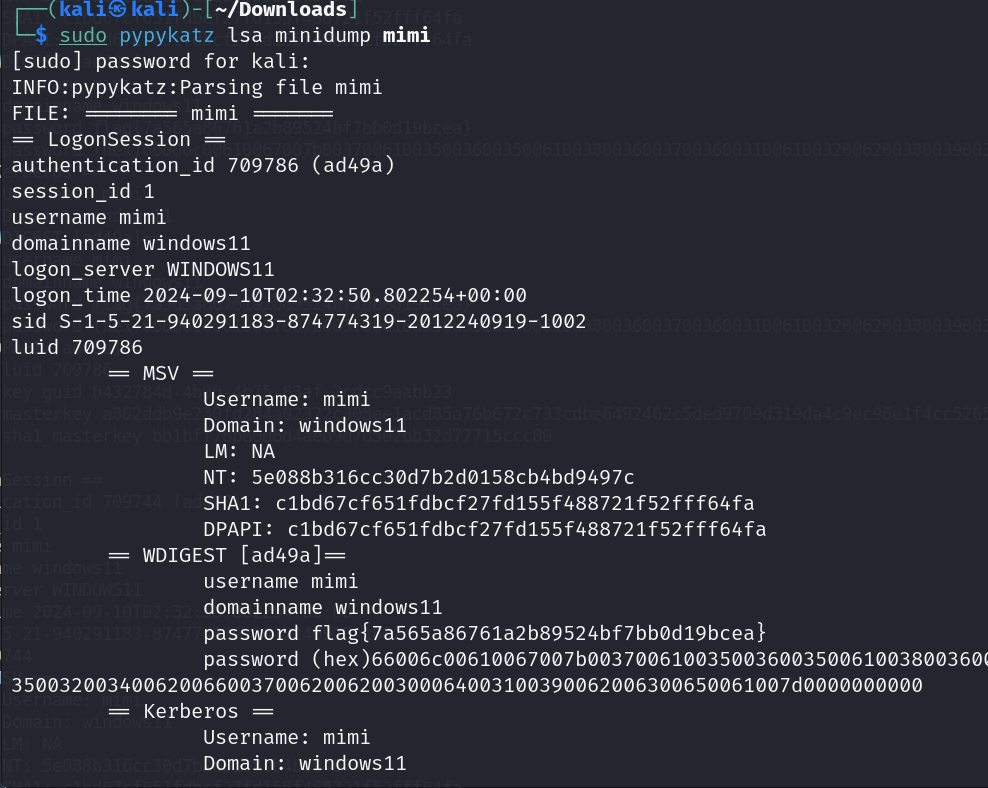 ┌──(kali㉿kali)-[~/Downloads]
└─$ sudo pypykatz lsa minidump mimi
[sudo] password for kali:
INFO:pypykatz:Parsing file mimi
FILE: ======== mimi =======
== LogonSession ==
authentication_id 709786 (ad49a)
session_id 1
username mimi
domainname windows11
logon_server WINDOWS11
logon_time 2024-09-10T02:32:50.802254+00:00
sid S-1-5-21-940291183-874774319-2012240919-1002
luid 709786
== MSV ==
Username: mimi
Domain: windows11
LM: NA
NT: 5e088b316cc30d7b2d0158cb4bd9497c
SHA1: c1bd67cf651fdbcf27fd155f488721f52fff64fa
DPAPI: c1bd67cf651fdbcf27fd155f488721f52fff64fa
== WDIGEST [ad49a]==
username mimi
domainname windows11
password flag{7a565a86761a2b89524bf7bb0d19bcea}
password (hex)66006c00610067007b003700610035003600350061003800360
35003200340062006600370062006200300064003100390062006300650061007d0000000000
== Kerberos ==
Username: mimi
Domain: windows11